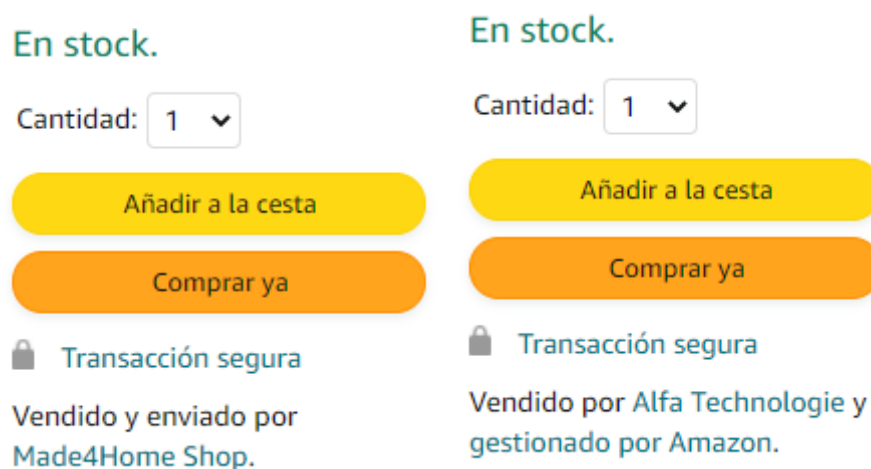 En stock.
Cantidad: 1
Añadir a la cesta
Comprar ya
Transacción segura
Vendido y enviado por
Made4Home Shop.
En stock.
Cantidad: 1
Añadir a la cesta
Comprar ya
Transacción segura
Vendido por Alfa Technologie y
gestionado por Amazon.